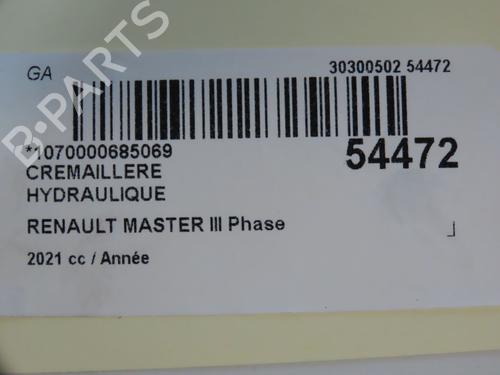 GA
30300502 54472
*1070000685069
54472
CREMAILLERE
HYDRAULIQUE
RENAULT MASTER III Phase
2021 cc / Année
B-PARTS